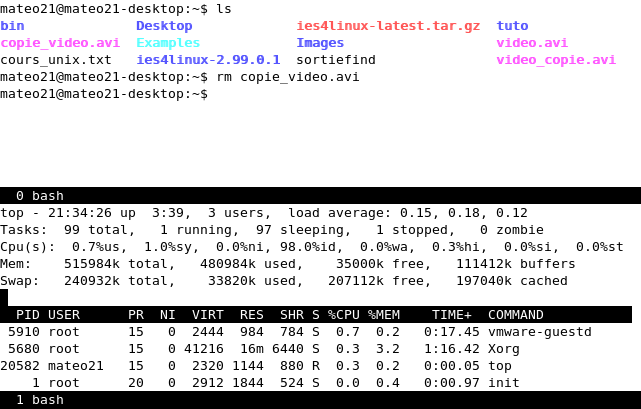 mateo21@mateo21-desktop:~$ ls
bin Desktop ies4linux-latest.tar.gz tuto
copie_video.avi Examples Images video.avi
cours_unix.txt ies4linux-2.99.0.1 sortiefind video_copie.avi
mateo21@mateo21-desktop:~$ rm copie_video.avi
mateo21@mateo21-desktop:~$
0 bash
top - 21:34:26 up  3:39,  3 users,  load average: 0.15, 0.18, 0.12
Tasks:  99 total,   1 running,  97 sleeping,   1 stopped,   0 zombie
Cpu(s):  0.7%us,  1.0%sy,  0.0%ni, 98.0%id,  0.0%wa,  0.3%hi,  0.0%si,  0.0%st
Mem:    515984k total,   480984k used,    35000k free,   111412k buffers
Swap:   240932k total,    33820k used,   207112k free,   197040k cached
PID USER      PR  NI  VIRT  RES  SHR S %CPU %MEM    TIME+  COMMAND
5910 root      15   0  2444  984  784 S  0.7  0.2   0:17.45 vmware-guestd
5680 root      15   0 41216  16m 6440 S  0.3  3.2   1:16.42 Xorg
20582 mateo21   15   0  2320 1144  880 R  0.3  0.2   0:00.05 top
1 root      20   0  2912 1844  524 S  0.0  0.4   0:00.97 init
1 bash